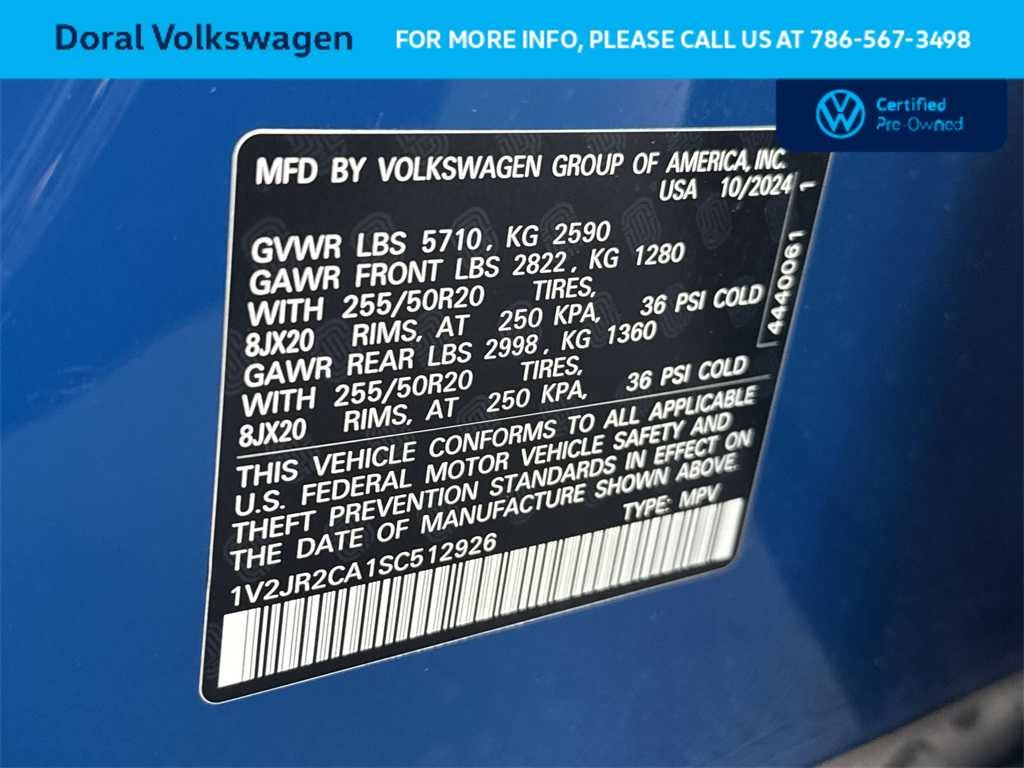 Doral Volkswagen
FOR MORE INFO, PLEASE CALL US AT 786-567-3498
Certified
Pre-Owned
MFD BY VOLKSWAGEN GROUP OF AMERICA, INC.
USA 10/2024
GVWR LBS 5710, KG 2590
GAWR FRONT LBS 2822, KG 1280
WITH 255/50R20 TIRES,
8JX20 RIMS, AT 250 KPA, 36 PSI COLD
GAWR REAR LBS 2998, KG 1360
WITH 255/50R20 TIRES,
8JX20 RIMS, AT 250 KPA, 36 PSI COLD
4440061 1
THIS VEHICLE CONFORMS TO ALL APPLICABLE
U.S. FEDERAL MOTOR VEHICLE SAFETY AND
THEFT PREVENTION STANDARDS IN EFFECT ON
THE DATE OF MANUFACTURE SHOWN ABOVE.
TYPE: MPV
1V2JR2CA1SC512926